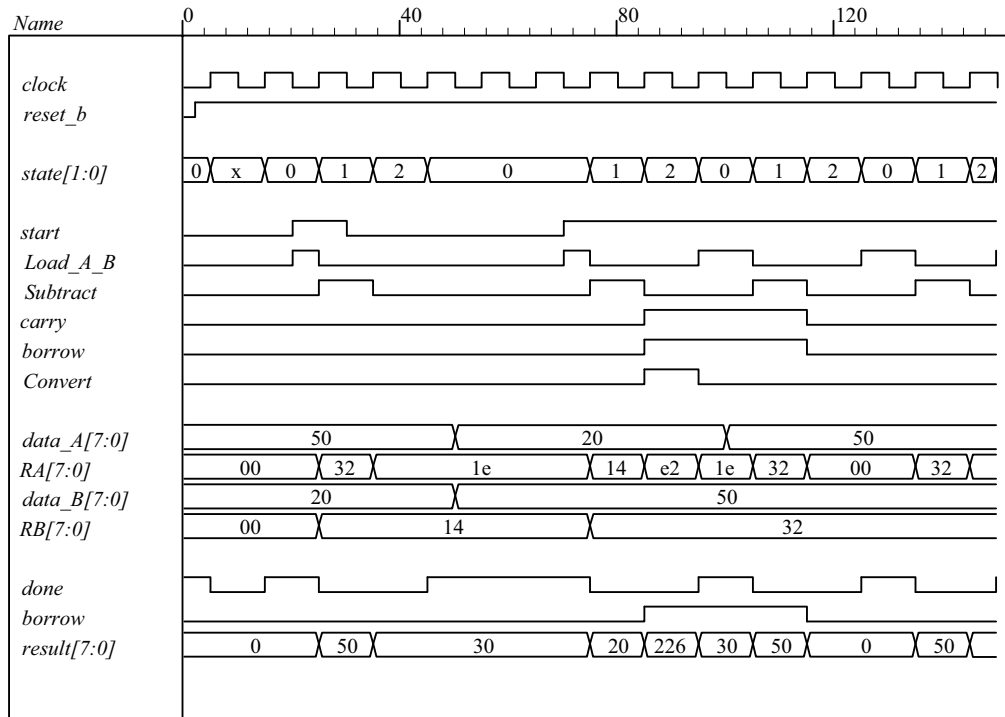 Name 0 40 80 120
clock
reset_b
state[1:0] 0 x 0 1 2 0 1 2 0 1 2 0 1 2
start
Load_A_B
Subtract
carry
borrow
Convert
data_A[7:0] 50 20 50
RA[7:0] 00 32 1e 14 e2 1e 32 00 32
data_B[7:0] 20 50
RB[7:0] 00 14 32
done
borrow
result[7:0] 0 50 30 20 226 30 50 0 50